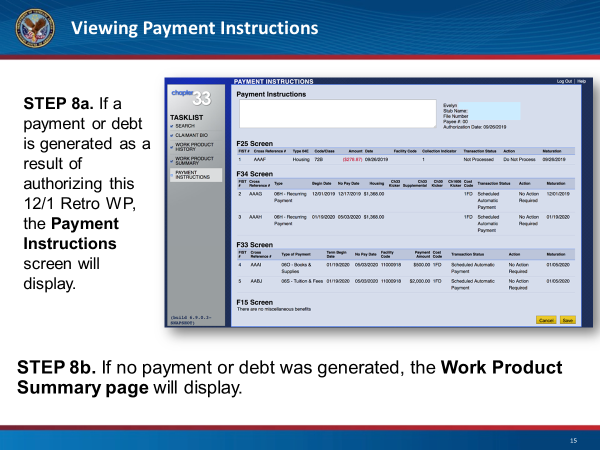 Viewing Payment Instructions
STEP 8a. If a
payment or debt
is generated as a
result of
authorizing this
12/1 Retro WP,
the Payment
Instructions
screen will
display.
PAYMENT INSTRUCTIONS
Log Out | Help
chapter 33
TASKLIST
SEARCH
CLAIMANT BIO
WORK PRODUCT
HISTORY
WORK PRODUCT
SUMMARY
PAYMENT
INSTRUCTIONS
Payment Instructions
Evelyn
Stub Name:
File Number
Payee #: 00
Authorization Date: 09/26/2019
F25 Screen
FIST # Cross Reference # Type 84E Code/Class Amount Date Facility Code Collection Indicator Transaction Status Action Maturation
1 AAAF Housing 72B ($278.67) 09/26/2019 1 Not Processed Do Not Process 09/26/2019
F34 Screen
FIST # Cross Reference # Type Begin Date No Pay Date Housing Ch33 Kicker Ch33 Supplemental Ch30 Kicker Ch1606 Kicker Cost Code Transaction Status Action Maturation
2 AAAG 06H - Recurring Payment 12/01/2019 12/17/2019 $1,368.00 1FD Scheduled Automatic Payment No Action Required 12/01/2019
3 AAAH 06H - Recurring Payment 01/19/2020 05/03/2020 $1,368.00 1FD Scheduled Automatic Payment No Action Required 01/19/2020
F33 Screen
FIST # Cross Reference # Type of Payment Term Begin Date No Pay Date Facility Code Payment Amount Cost Code Transaction Status Action Maturation
4 AAAI 06D - Books & Supplies 01/19/2020 05/03/2020 11000918 $500.00 1FD Scheduled Automatic Payment No Action Required 01/05/2020
5 AABJ 06S - Tuition & Fees 01/19/2020 05/03/2020 11000918 $2,000.00 1FD Scheduled Automatic Payment No Action Required 01/05/2020
F15 Screen
There are no miscellaneous benefits
Cancel Save
STEP 8b. If no payment or debt was generated, the Work Product
Summary page will display.
15